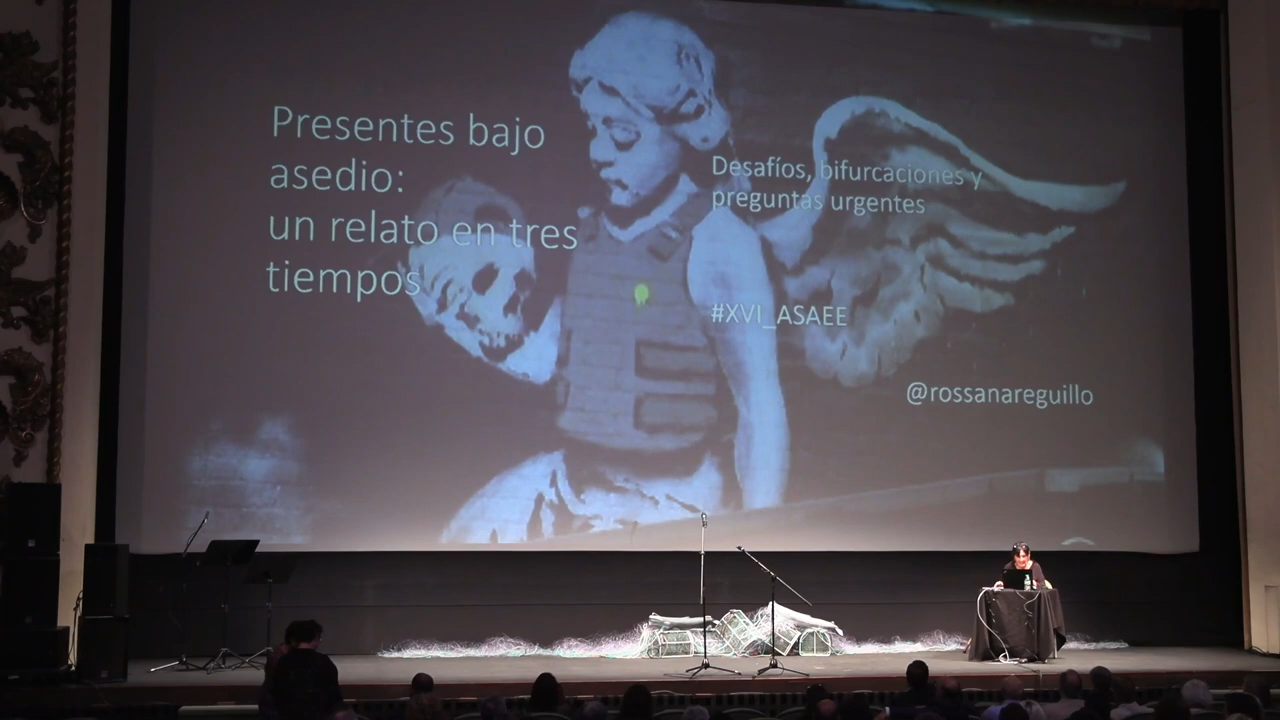 Presentes bajo
asedio:
un relato en tres
tiempos
Desafíos, bifurcaciones y
preguntas urgentes
#XVI_ASAEE
@rossanareguillo